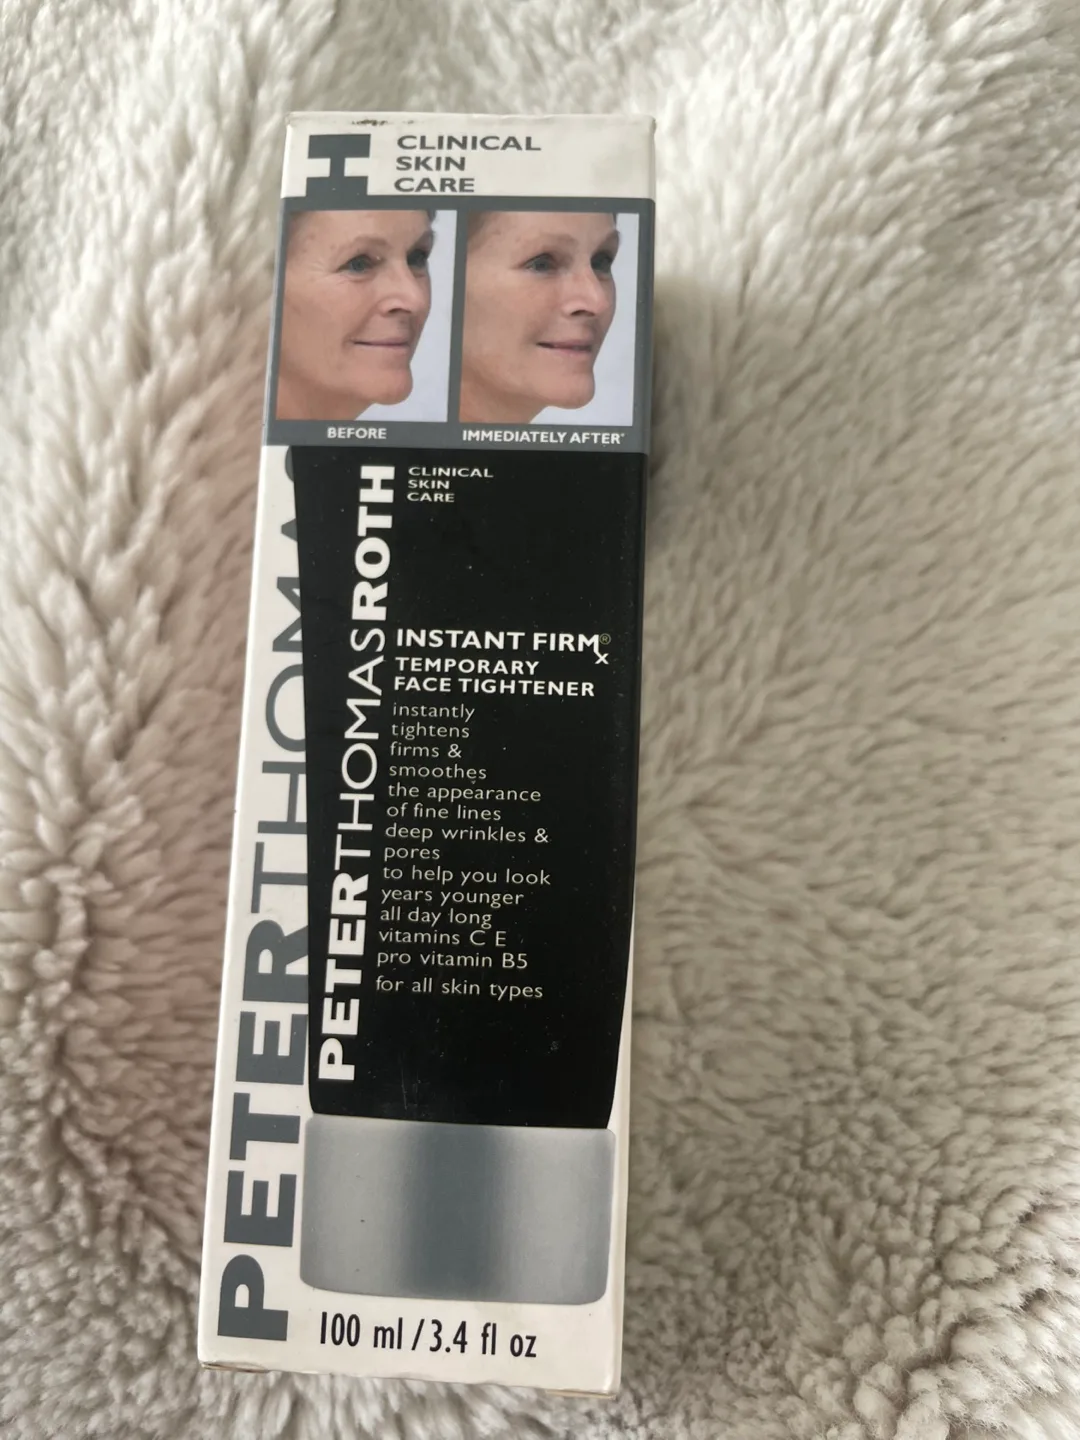 H
CLINICAL
SKIN
CARE
BEFORE
IMMEDIATELY AFTER*
PETERTHOMAS
PETERTHOMASROTH
CLINICAL
SKIN
CARE
INSTANT FIRMx®
TEMPORARY
FACE TIGHTENER
instantly
tightens
firms &
smoothes
the appearance
of fine lines
deep wrinkles &
pores
to help you look
years younger
all day long
vitamins C E
pro vitamin B5
for all skin types
100 ml / 3.4 fl oz